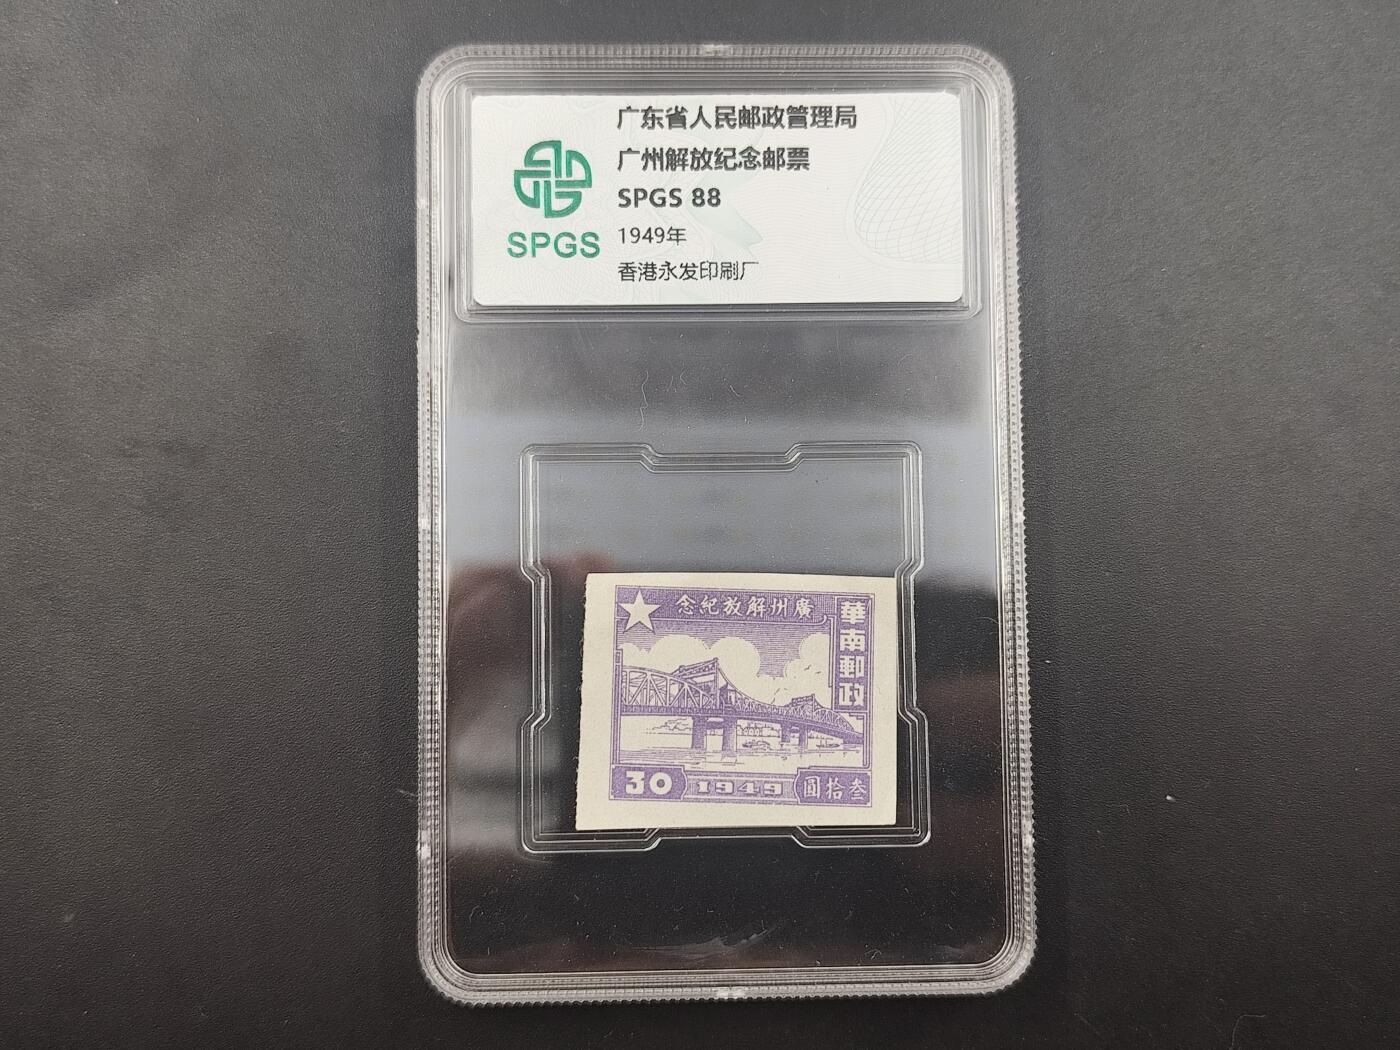 广东省人民邮政管理局
广州解放纪念邮票
SPGS 88
1949年
香港永发印刷厂
SPGS
廣州解放紀念
華南郵政
30
1949
叁拾圓